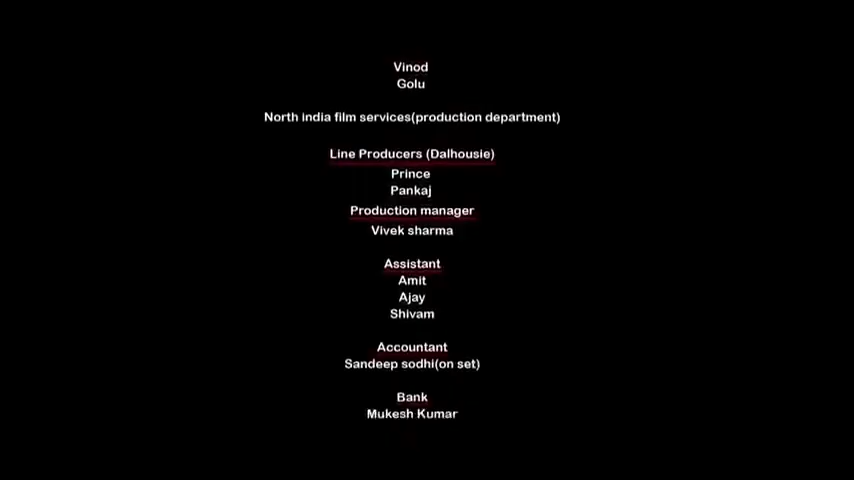 Vinod
Golu
North india film services(production department)
Line Producers (Dalhousie)
Prince
Pankaj
Production manager
Vivek sharma
Assistant
Amit
Ajay
Shivam
Accountant
Sandeep sodhi(on set)
Bank
Mukesh Kumar